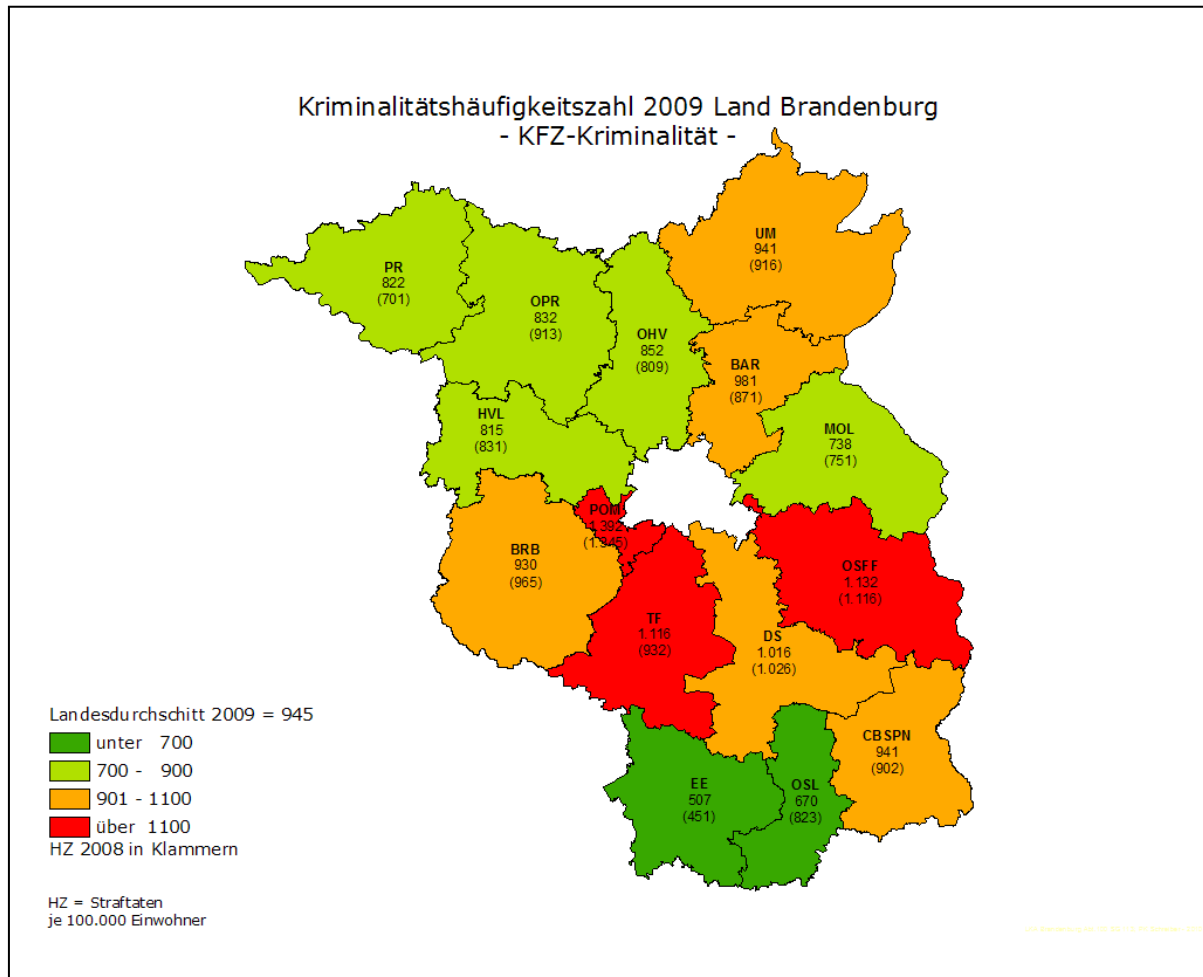 Kriminalitätshäufigkeitszahl 2009 Land Brandenburg
- KFZ-Kriminalität -
UM
941
(916)
PR
822
(701)
OPR
832
(913)
OHV
852
(809)
BAR
981
(871)
HVL
815
(831)
MOL
738
(751)
POM
1.392
BRB
930
(965)
OSFF
1.132
(1.116)
TF
1.116
(932)
DS
1.016
(1.026)
CBSPN
941
(902)
EE
507
(451)
OSL
670
(823)
Landesdurchschitt 2009 = 945
unter 700
700 - 900
901 - 1100
über 1100
HZ 2008 in Klammern
HZ = Straftaten
je 100.000 Einwohner